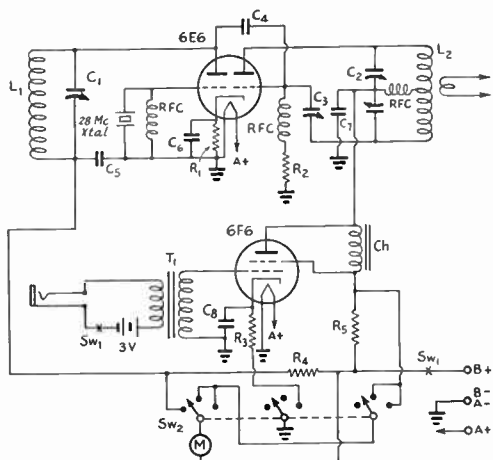 6E6
C4
L1
C1
28 Mc
Xtal
RFC
C5
C6
R1
A+
RFC
R2
C3
C7
C2
RFC
L2
6F6
Ch
T1
C8
A+
R3
R5
Sw1
3V
R4
Sw1
B+
B-
A-
A+
Sw2
M